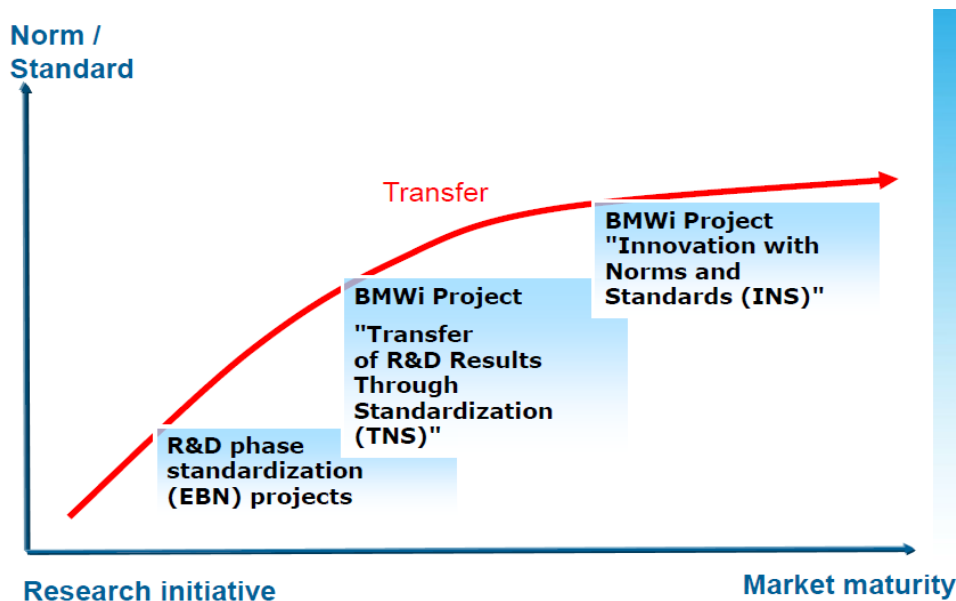 Norm /
Standard
Transfer
BMWi Project
"Innovation with
Norms and
Standards (INS)"
BMWi Project
"Transfer
of R&D Results
Through
Standardization
(TNS)"
R&D phase
standardization
(EBN) projects
Research initiative
Market maturity